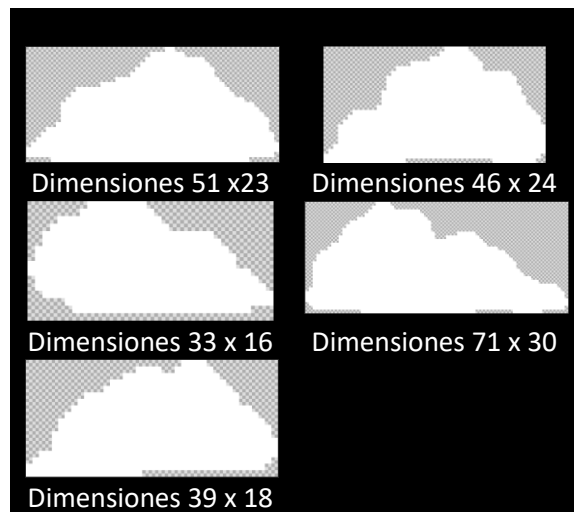 Dimensiones 51 x23
Dimensiones 46 x 24
Dimensiones 33 x 16
Dimensiones 71 x 30
Dimensiones 39 x 18